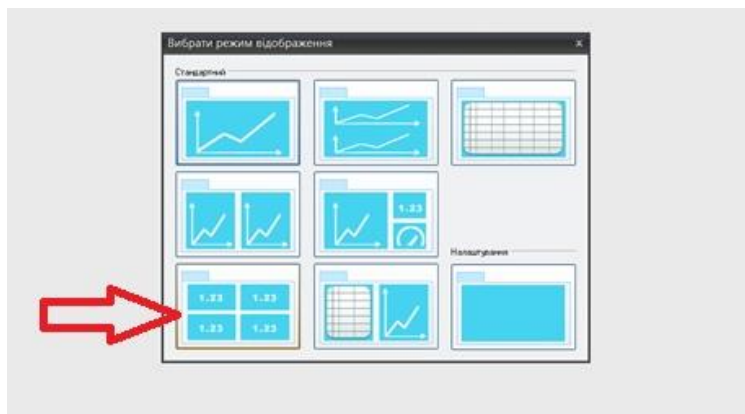 Вибрати режим відображення x
Стандартний
1.23
Налаштування
1.23 1.23
1.23 1.23